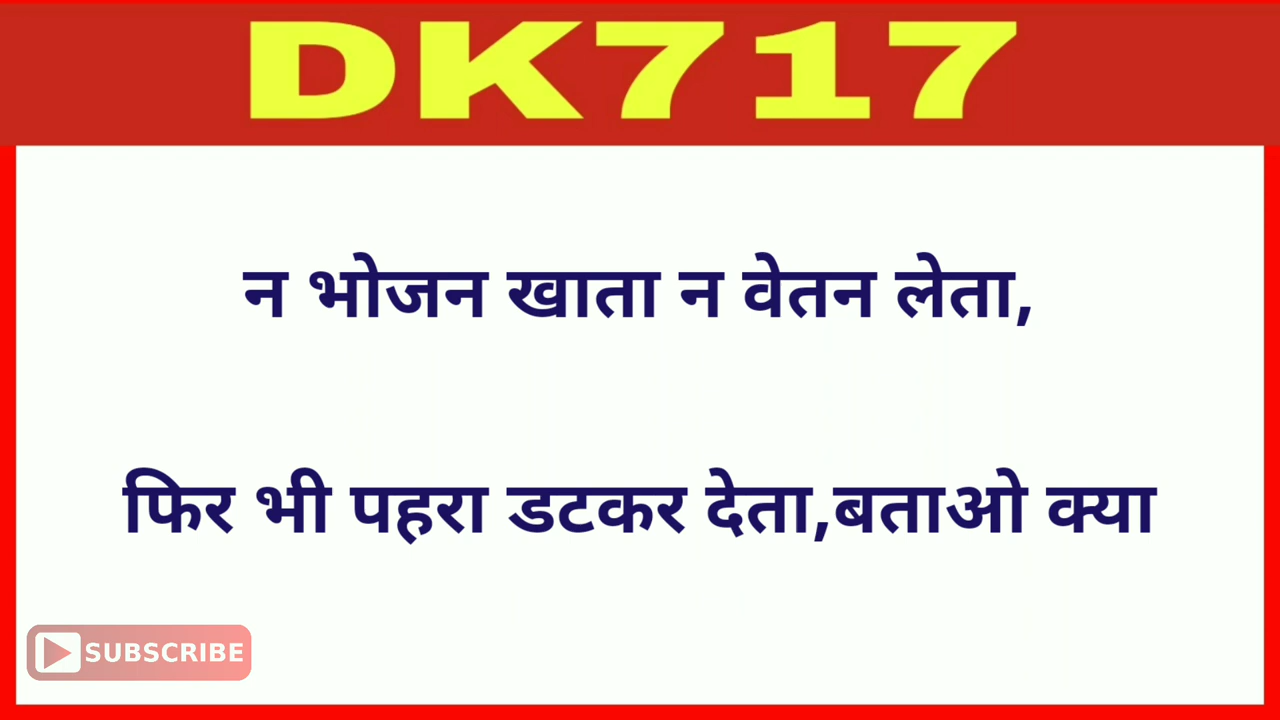 DK717
न भोजन खाता न वेतन लेता,
फिर भी पहरा डटकर देता,बताओ क्या
SUBSCRIBE